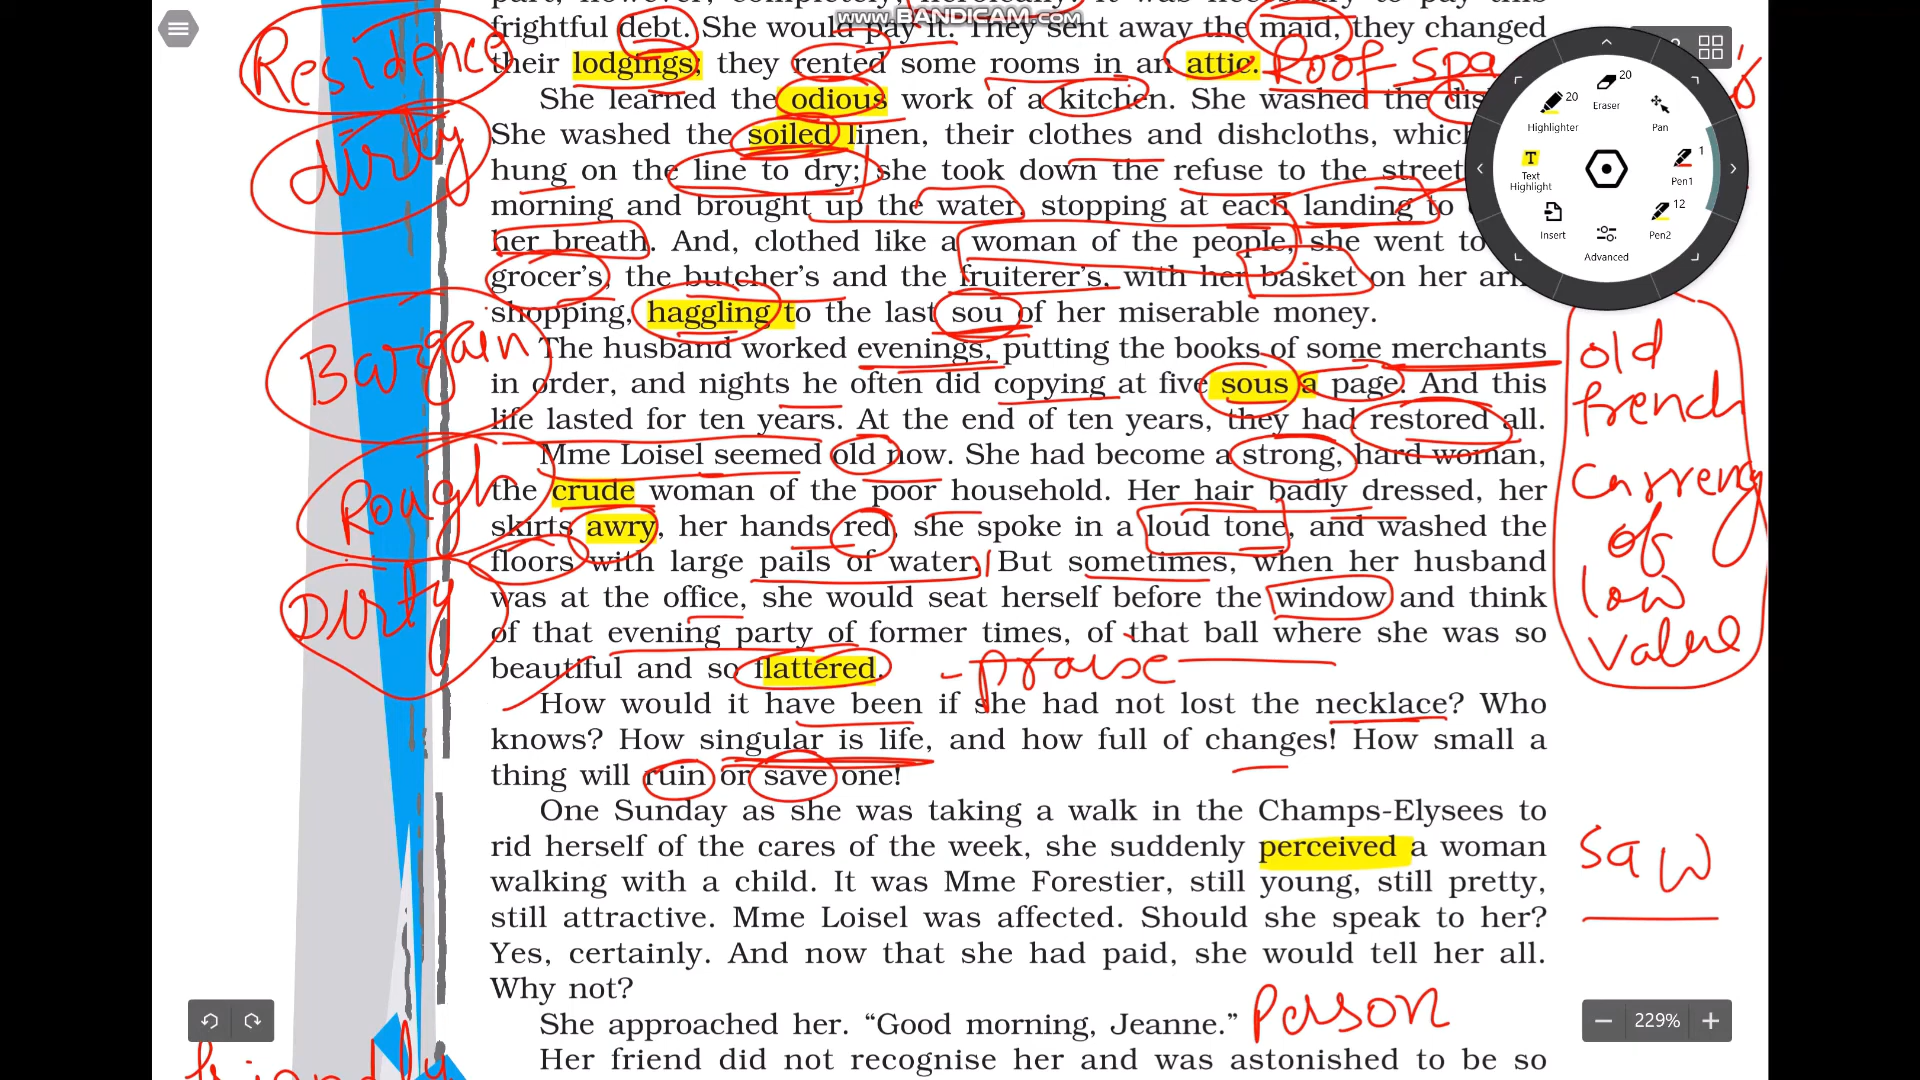 part, however, completely, heroically. It was necessary to pay this
www.BANDICAM.com
frightful debt. She would pay it. They sent away the maid, they changed
Residence
their lodgings; they rented some rooms in an attic. Roof spa
She learned the odious work of a kitchen. She washed the
dirty
She washed the soiled linen, their clothes and dishcloths, which
hung on the line to dry; she took down the refuse to the street
morning and brought up the water, stopping at each landing to
her breath. And, clothed like a woman of the people, she went to
grocer's, the butcher's and the fruiterer's, with her basket on her arm
shopping, haggling to the last sou of her miserable money.
Bargain
The husband worked evenings, putting the books of some merchants
in order, and nights he often did copying at five sous a page. And this
life lasted for ten years. At the end of ten years, they had restored all.
old
french
currency
of
low
value
Mme Loisel seemed old now. She had become a strong, hard woman,
the crude woman of the poor household. Her hair badly dressed, her
Rough
skirts awry, her hands red, she spoke in a loud tone, and washed the
floors with large pails of water. But sometimes, when her husband
Dirty
was at the office, she would seat herself before the window and think
of that evening party of former times, of that ball where she was so
beautiful and so flattered. - praise
How would it have been if she had not lost the necklace? Who
knows? How singular is life, and how full of changes! How small a
thing will ruin or save one!
One Sunday as she was taking a walk in the Champs-Elysees to
rid herself of the cares of the week, she suddenly perceived a woman
saw
walking with a child. It was Mme Forestier, still young, still pretty,
still attractive. Mme Loisel was affected. Should she speak to her?
Yes, certainly. And now that she had paid, she would tell her all.
Why not?
She approached her. “Good morning, Jeanne.” Person
Her friend did not recognise her and was astonished to be so
friendly
20
Eraser
20
Highlighter
Pan
Text
Highlight
1
Pen1
Insert
12
Pen2
Advanced
229%